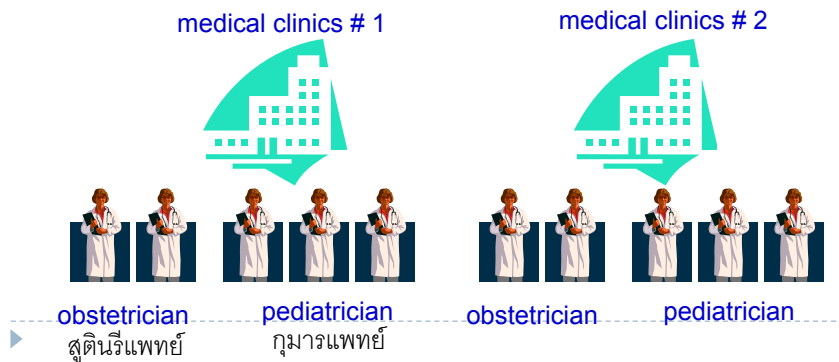 medical clinics # 1
medical clinics # 2
obstetrician
pediatrician
obstetrician
pediatrician
สูตินรีแพทย์
กุมารแพทย์